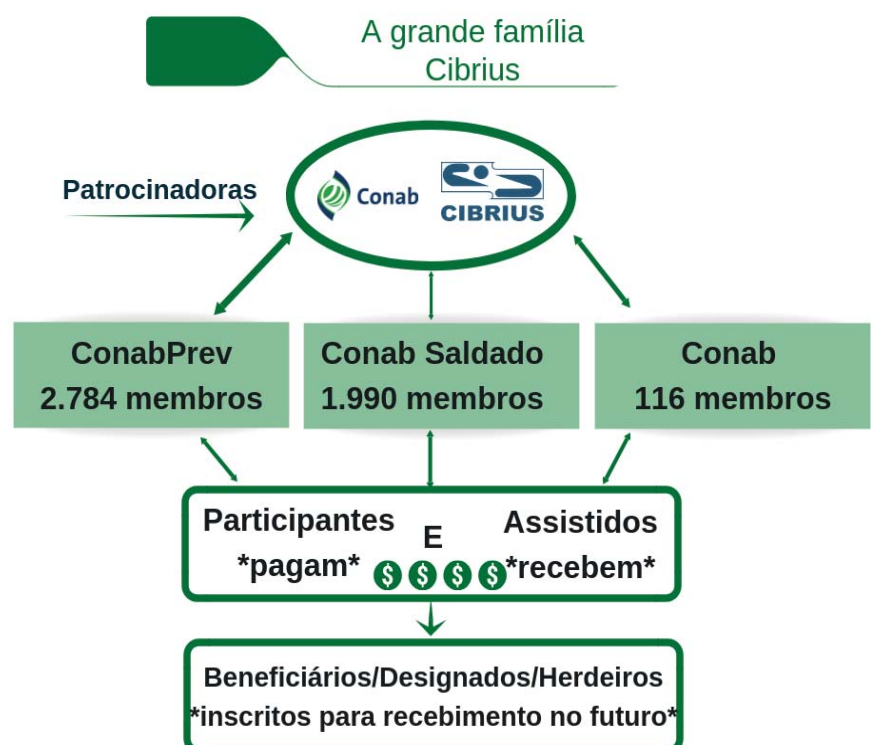 A grande família
Cibrius
Patrocinadoras
Conab
CIBRIUS
ConabPrev
2.784 membros
Conab Saldado
1.990 membros
Conab
116 membros
Participantes
*pagam*
E
$ $ $ $
Assistidos
*recebem*
Beneficiários/Designados/Herdeiros
*inscritos para recebimento no futuro*